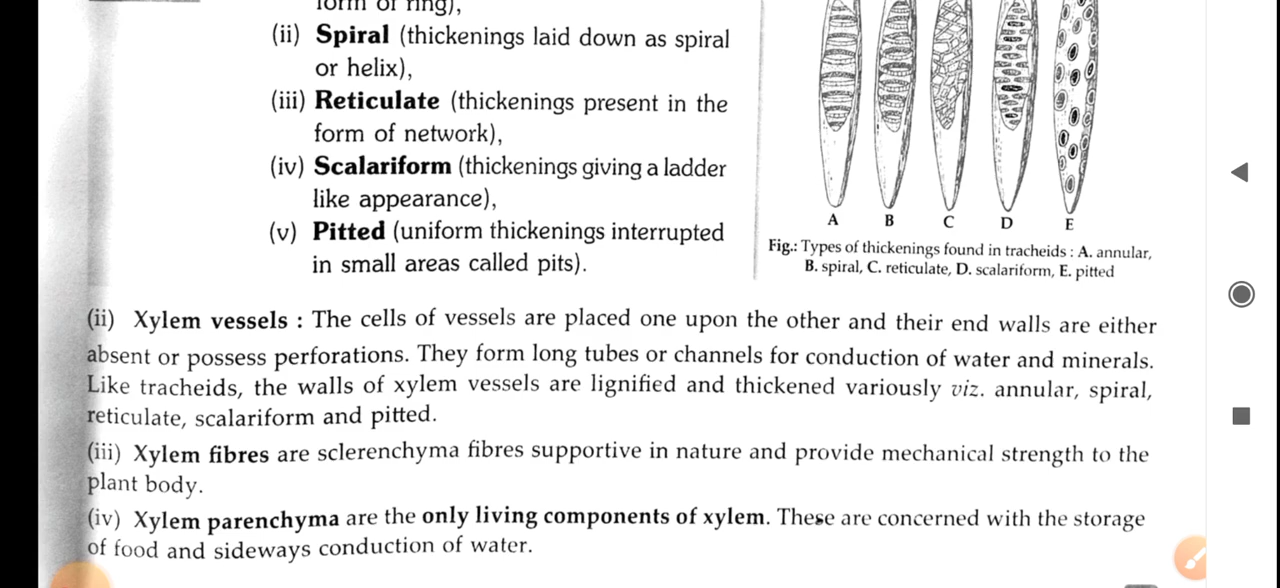 form of ring),
(ii) Spiral (thickenings laid down as spiral
or helix),
(iii) Reticulate (thickenings present in the
form of network),
(iv) Scalariform (thickenings giving a ladder
like appearance),
(v) Pitted (uniform thickenings interrupted
in small areas called pits).
A B C D E
Fig.: Types of thickenings found in tracheids : A. annular,
B. spiral, C. reticulate, D. scalariform, E. pitted
(ii) Xylem vessels : The cells of vessels are placed one upon the other and their end walls are either
absent or possess perforations. They form long tubes or channels for conduction of water and minerals.
Like tracheids, the walls of xylem vessels are lignified and thickened variously viz. annular, spiral,
reticulate, scalariform and pitted.
(iii) Xylem fibres are sclerenchyma fibres supportive in nature and provide mechanical strength to the
plant body.
(iv) Xylem parenchyma are the only living components of xylem. These are concerned with the storage
of food and sideways conduction of water.